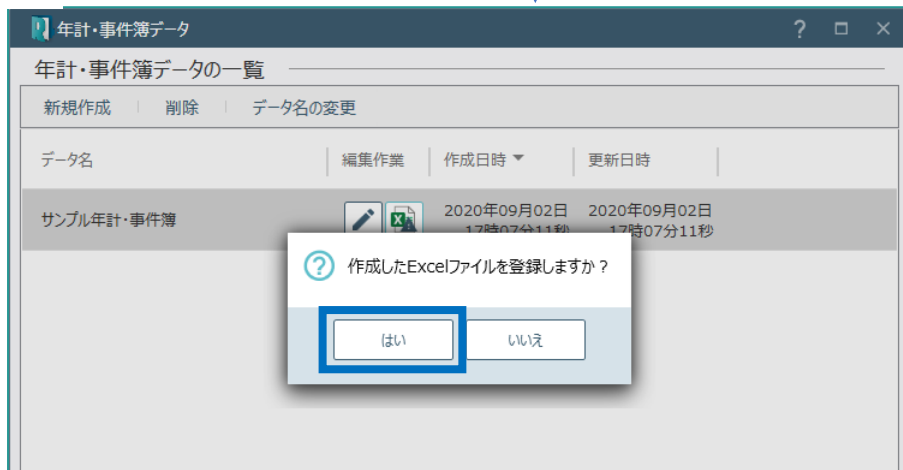 年計・事件簿データ
年計・事件簿データの一覧
新規作成 削除 データ名の変更
データ名 編集作業 作成日時 更新日時
サンプル年計・事件簿 2020年09月02日 2020年09月02日
17時07分11秒 17時07分11秒
作成したExcelファイルを登録しますか？
はい いいえ